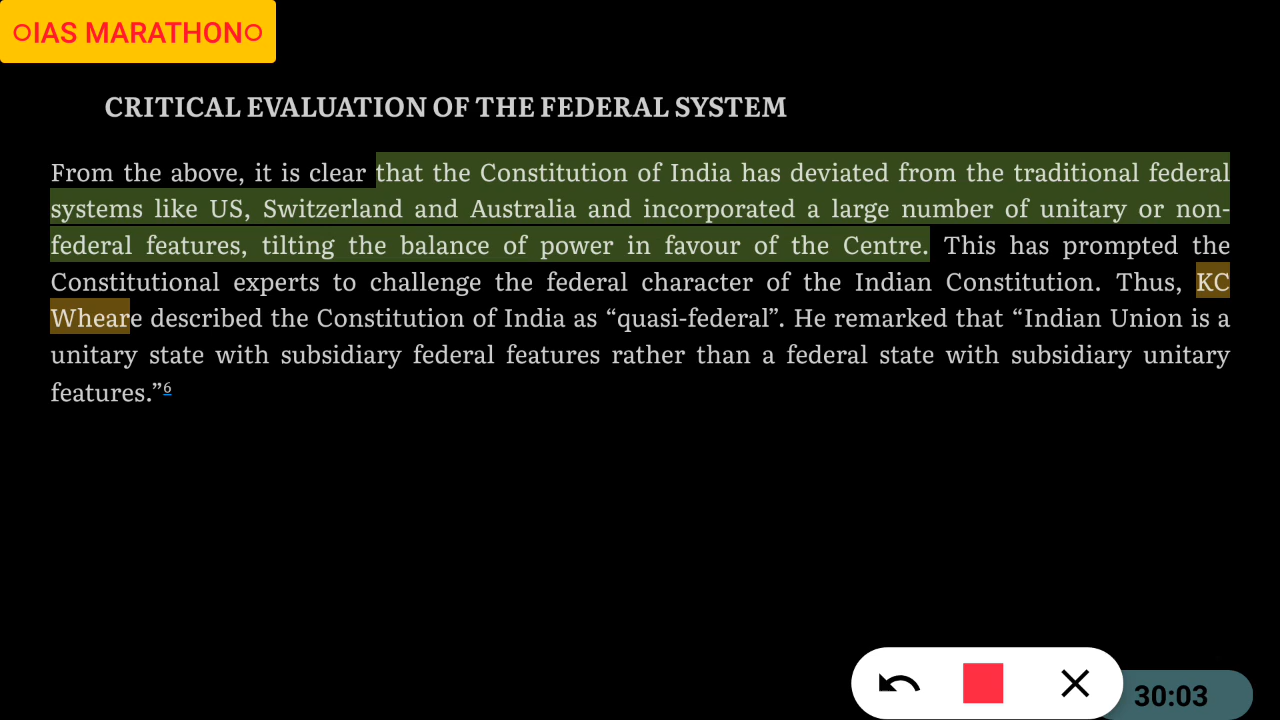 ○IAS MARATHON○
CRITICAL EVALUATION OF THE FEDERAL SYSTEM
From the above, it is clear that the Constitution of India has deviated from the traditional federal
systems like US, Switzerland and Australia and incorporated a large number of unitary or non-
federal features, tilting the balance of power in favour of the Centre. This has prompted the
Constitutional experts to challenge the federal character of the Indian Constitution. Thus, KC
Wheare described the Constitution of India as “quasi-federal”. He remarked that “Indian Union is a
unitary state with subsidiary federal features rather than a federal state with subsidiary unitary
features.”6
30:03